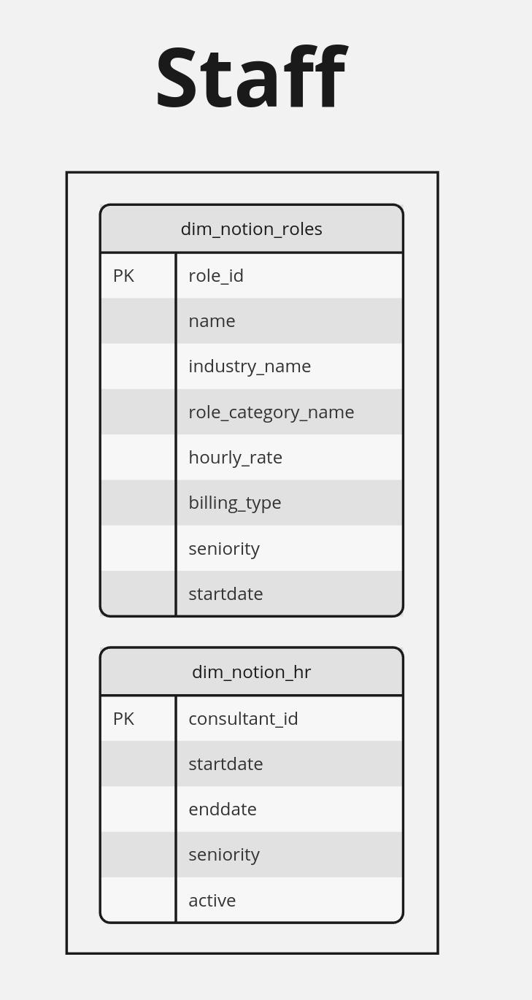 Staff
dim_notion_roles
PK role_id
name
industry_name
role_category_name
hourly_rate
billing_type
seniority
startdate
dim_notion_hr
PK consultant_id
startdate
enddate
seniority
active